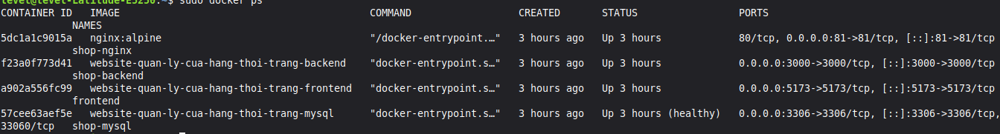 level@level-Latitude-E5250:~$ sudo docker ps
CONTAINER ID   IMAGE                                         COMMAND                  CREATED       STATUS                 PORTS
            NAMES
5dc1a1c9015a   nginx:alpine                                  "/docker-entrypoint.…"   3 hours ago   Up 3 hours             80/tcp, 0.0.0.0:81->81/tcp, [::]:81->81/tcp
            shop-nginx
f23a0f773d41   website-quan-ly-cua-hang-thoi-trang-backend    "docker-entrypoint.s…"   3 hours ago   Up 3 hours             0.0.0.0:3000->3000/tcp, [::]:3000->3000/tcp
            shop-backend
a902a556fc99   website-quan-ly-cua-hang-thoi-trang-frontend   "docker-entrypoint.s…"   3 hours ago   Up 3 hours             0.0.0.0:5173->5173/tcp, [::]:5173->5173/tcp
            frontend
57cee63aef5e   website-quan-ly-cua-hang-thoi-trang-mysql      "docker-entrypoint.s…"   3 hours ago   Up 3 hours (healthy)   0.0.0.0:3306->3306/tcp, [::]:3306->3306/tcp,
33060/tcp   shop-mysql